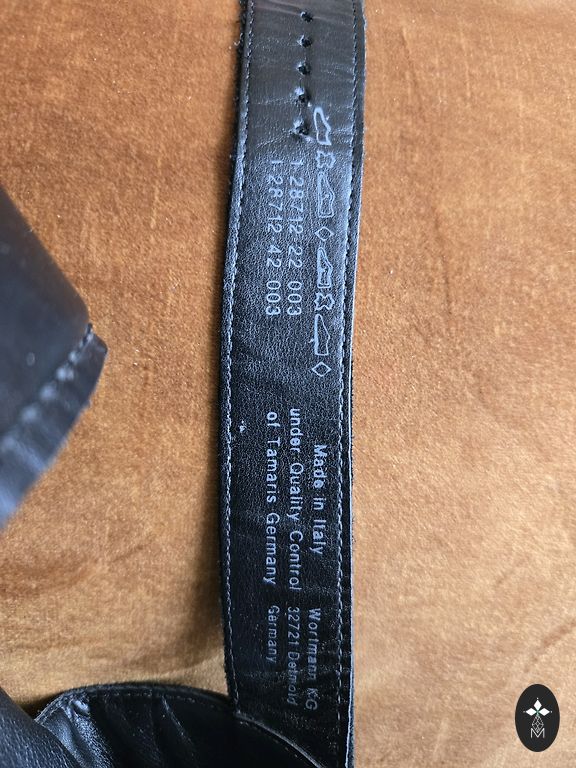 1-28712 22 003
1-28712 42 003
Made in Italy
under Quality Control
of Tamaris Germany
Wortmann KG
32721 Detmold
Germany
M